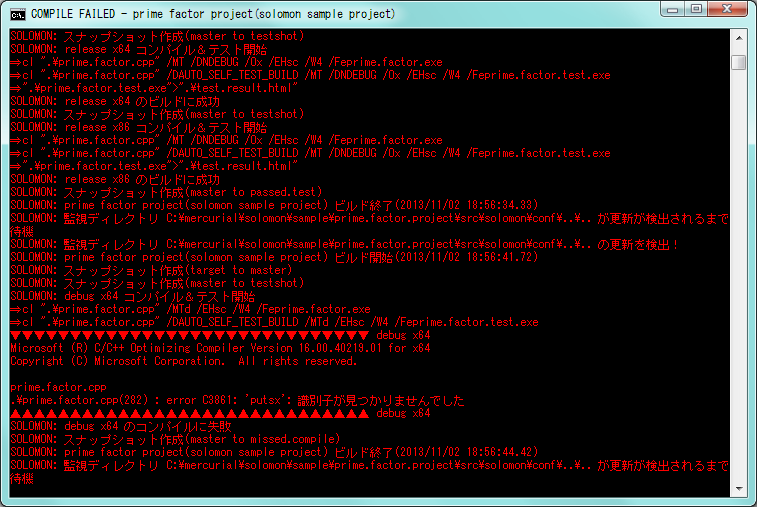 COMPILE FAILED - prime factor project(solomon sample project)
SOLOMON: スナップショット作成(master to testshot)
SOLOMON: release x64 コンパイル＆テスト開始
⇒cl ".\prime.factor.cpp" /MT /DNDEBUG /Ox /EHsc /W4 /Feprime.factor.exe
⇒cl ".\prime.factor.cpp" /DAUTO_SELF_TEST_BUILD /MT /DNDEBUG /Ox /EHsc /W4 /Feprime.factor.test.exe
⇒".\prime.factor.test.exe">".\test.result.html"
SOLOMON: release x64 のビルドに成功
SOLOMON: スナップショット作成(master to testshot)
SOLOMON: release x86 コンパイル＆テスト開始
⇒cl ".\prime.factor.cpp" /MT /DNDEBUG /Ox /EHsc /W4 /Feprime.factor.exe
⇒cl ".\prime.factor.cpp" /DAUTO_SELF_TEST_BUILD /MT /DNDEBUG /Ox /EHsc /W4 /Feprime.factor.test.exe
⇒".\prime.factor.test.exe">".\test.result.html"
SOLOMON: release x86 のビルドに成功
SOLOMON: スナップショット作成(master to passed.test)
SOLOMON: prime factor project(solomon sample project) ビルド終了(2013/11/02 18:56:34.33)
SOLOMON: 監視ディレクトリ C:\mercurial\solomon\sample\prime.factor.project\src\solomon\conf\..\.. が更新が検出されるまで
待機
SOLOMON: 監視ディレクトリ C:\mercurial\solomon\sample\prime.factor.project\src\solomon\conf\..\.. の更新を検出！
SOLOMON: prime factor project(solomon sample project) ビルド開始(2013/11/02 18:56:41.72)
SOLOMON: スナップショット作成(target to master)
SOLOMON: スナップショット作成(master to testshot)
SOLOMON: debug x64 コンパイル＆テスト開始
⇒cl ".\prime.factor.cpp" /MTd /EHsc /W4 /Feprime.factor.exe
⇒cl ".\prime.factor.cpp" /DAUTO_SELF_TEST_BUILD /MTd /EHsc /W4 /Feprime.factor.test.exe
▼▼▼▼▼▼▼▼▼▼▼▼▼▼▼▼▼▼▼▼▼▼▼▼▼▼▼▼▼▼ debug x64
Microsoft (R) C/C++ Optimizing Compiler Version 16.00.40219.01 for x64
Copyright (C) Microsoft Corporation.  All rights reserved.
prime.factor.cpp
.\prime.factor.cpp(232) : error C3861: 'putsx': 識別子が見つかりませんでした
▲▲▲▲▲▲▲▲▲▲▲▲▲▲▲▲▲▲▲▲▲▲▲▲▲▲▲▲▲▲ debug x64
SOLOMON: debug x64 のコンパイルに失敗
SOLOMON: スナップショット作成(master to missed.compile)
SOLOMON: prime factor project(solomon sample project) ビルド終了(2013/11/02 18:56:44.42)
SOLOMON: 監視ディレクトリ C:\mercurial\solomon\sample\prime.factor.project\src\solomon\conf\..\.. が更新が検出されるまで
待機